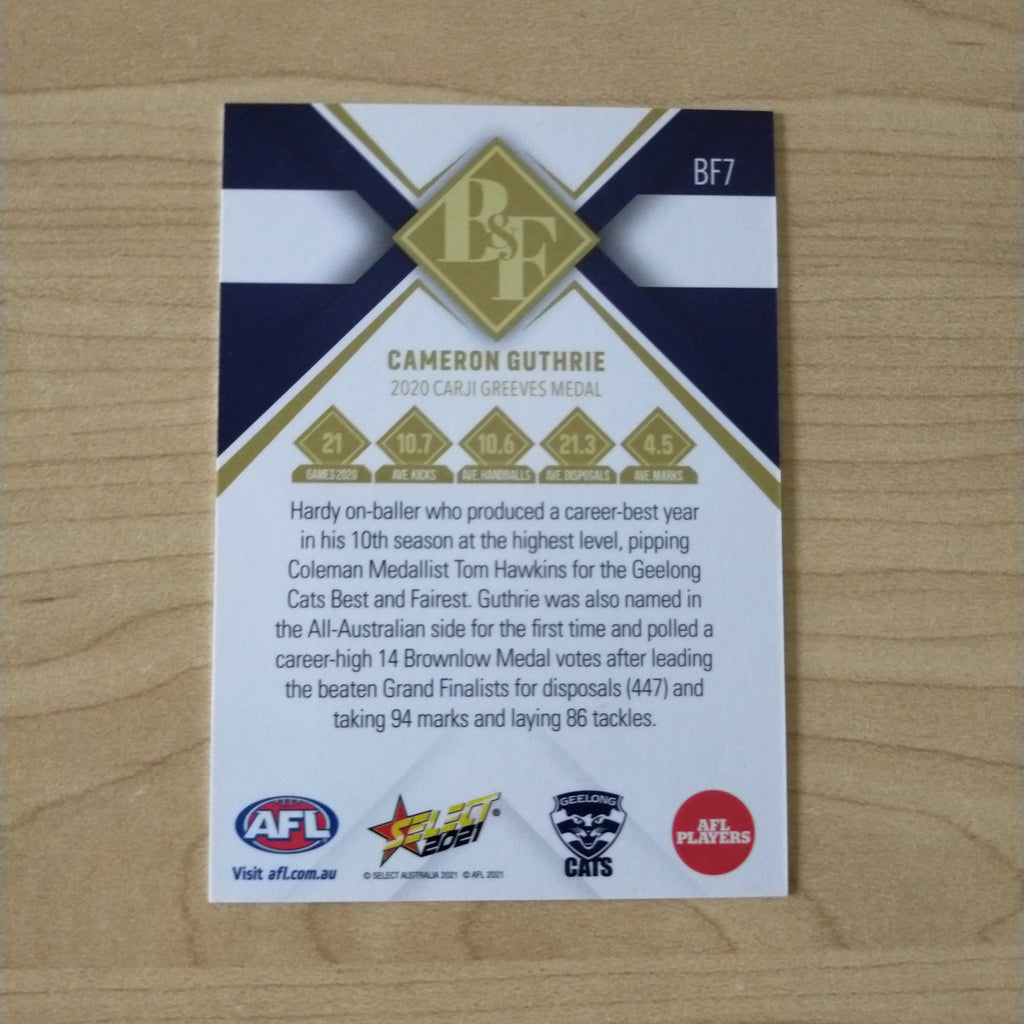 BF7
B&F
CAMERON GUTHRIE
2020 CARJI GREEVES MEDAL
21 10.7 10.6 21.3 4.5
GAMES 2020 AVE. KICKS AVE. HANDBALLS AVE. DISPOSALS AVE. MARKS
Hardy on-baller who produced a career-best year
in his 10th season at the highest level, pipping
Coleman Medallist Tom Hawkins for the Geelong
Cats Best and Fairest. Guthrie was also named in
the All-Australian side for the first time and polled a
career-high 14 Brownlow Medal votes after leading
the beaten Grand Finalists for disposals (447) and
taking 94 marks and laying 86 tackles.
AFL
Visit afl.com.au
SELECT®
2021
© SELECT AUSTRALIA 2021 © AFL 2021
GEELONG
CATS
AFL
PLAYERS